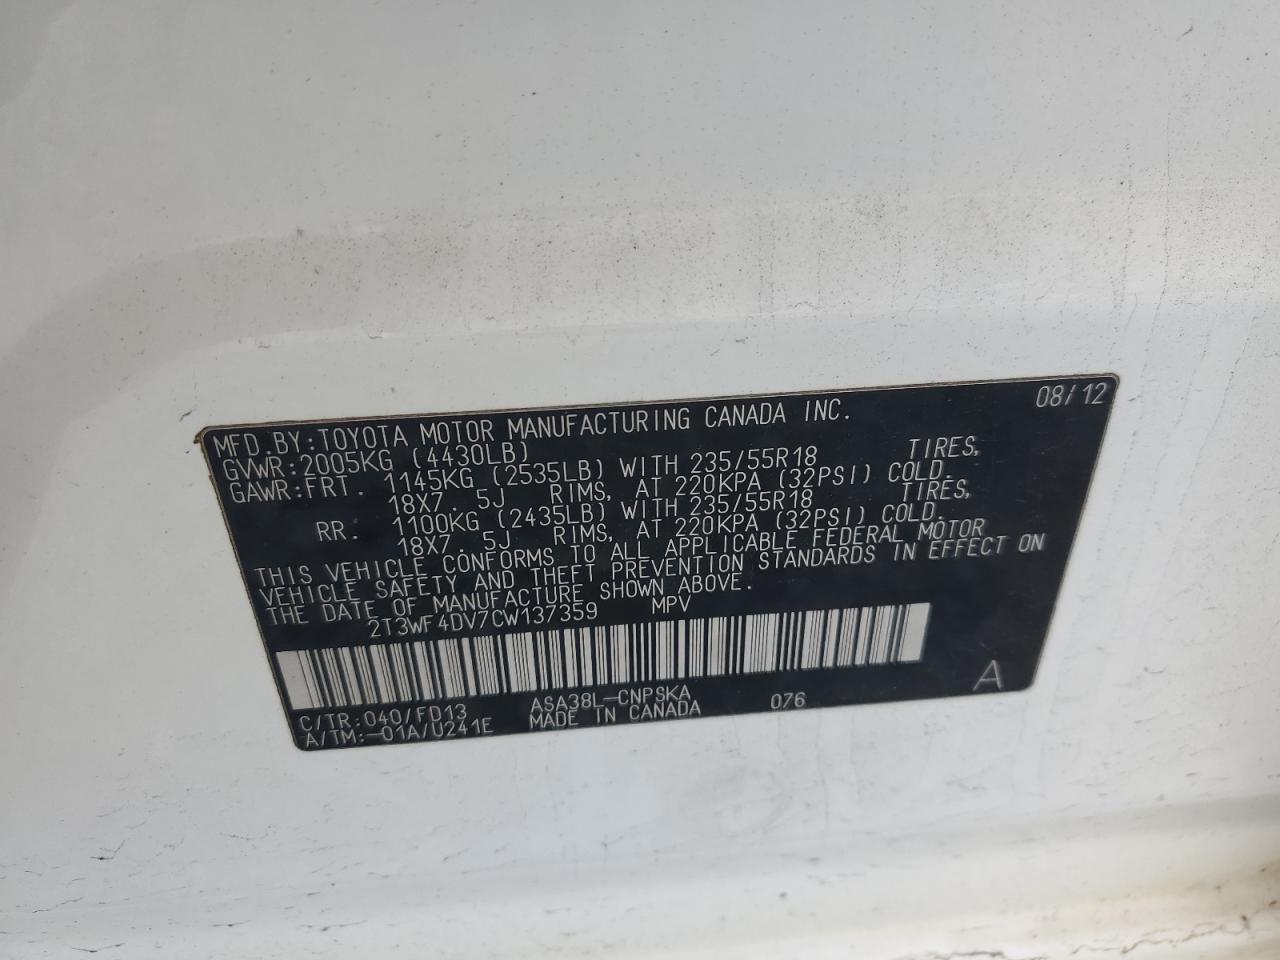 08/12
MFD.BY:TOYOTA MOTOR MANUFACTURING CANADA INC.
GVWR:2005KG (4430LB)
GAWR:FRT. 1145KG (2535LB) WITH 235/55R18 TIRES,
18X7.5J RIMS, AT 220KPA (32PSI) COLD.
RR: 1100KG (2435LB) WITH 235/55R18 TIRES,
18X7.5J RIMS, AT 220KPA (32PSI) COLD.
THIS VEHICLE CONFORMS TO ALL APPLICABLE FEDERAL MOTOR
VEHICLE SAFETY AND THEFT PREVENTION STANDARDS IN EFFECT ON
THE DATE OF MANUFACTURE SHOWN ABOVE.
2T3WF4DV7CW137359 MPV
C/TR:040/FD13 ASA38L-CNPSKA 076 A
A/TM:-01A/U241E MADE IN CANADA